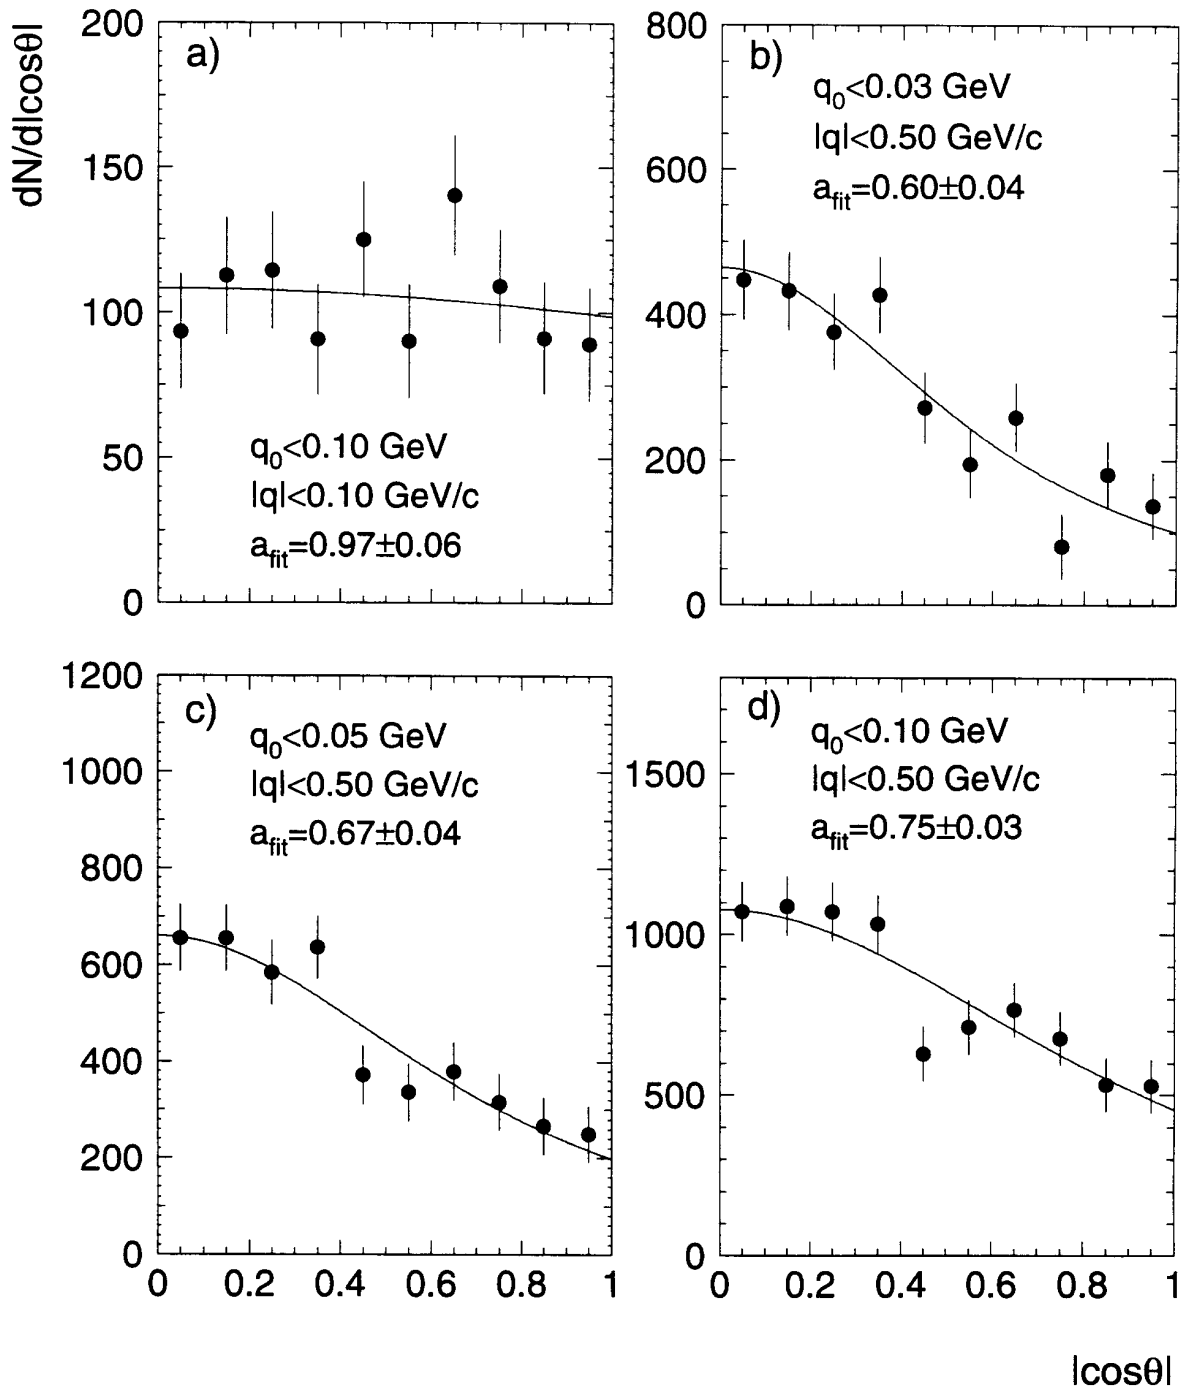 dN/d|cosθ|
200
150
100
50
0
a)
q₀<0.10 GeV
|q|<0.10 GeV/c
a_fit=0.97±0.06
800
600
400
200
0
b)
q₀<0.03 GeV
|q|<0.50 GeV/c
a_fit=0.60±0.04
1200
1000
800
600
400
200
0
c)
q₀<0.05 GeV
|q|<0.50 GeV/c
a_fit=0.67±0.04
0 0.2 0.4 0.6 0.8 1
1500
1000
500
0
d)
q₀<0.10 GeV
|q|<0.50 GeV/c
a_fit=0.75±0.03
0 0.2 0.4 0.6 0.8 1
|cosθ|